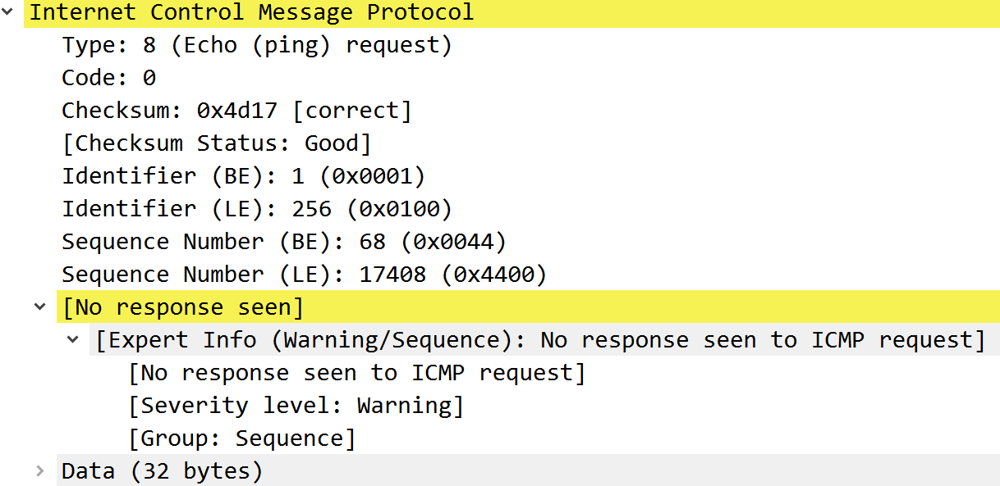 Internet Control Message Protocol
Type: 8 (Echo (ping) request)
Code: 0
Checksum: 0x4d17 [correct]
[Checksum Status: Good]
Identifier (BE): 1 (0x0001)
Identifier (LE): 256 (0x0100)
Sequence Number (BE): 68 (0x0044)
Sequence Number (LE): 17408 (0x4400)
[No response seen]
[Expert Info (Warning/Sequence): No response seen to ICMP request]
[No response seen to ICMP request]
[Severity level: Warning]
[Group: Sequence]
Data (32 bytes)